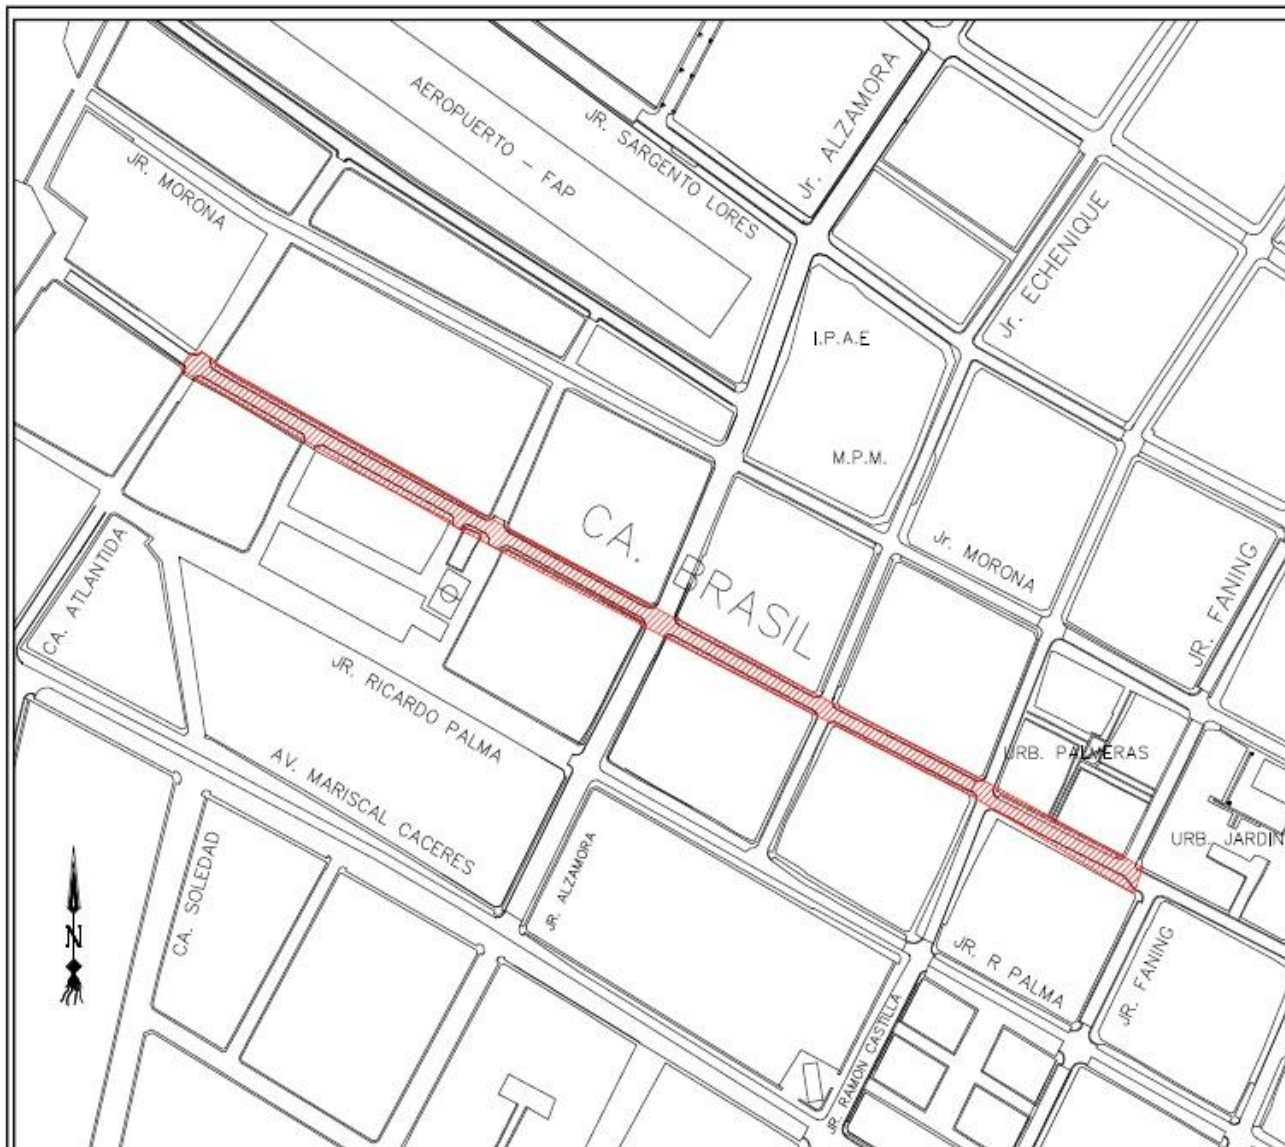 AEROPUERTO - FAP
JR. SARGENTO LORES
Jr. ALZAMORA
JR. MORONA
Jr. ECHENIQUE
I.P.A.E
M.P.M.
CA. BRASIL
Jr. MORONA
JR. FANING
CA. ATLANTIDA
JR. RICARDO PALMA
AV. MARISCAL CACERES
URB. PALMERAS
URB. JARDIN
CA. SOLEDAD
JR. ALZAMORA
JR. R PALMA
JR. FANING
JR. RAMON CASTILLA
N